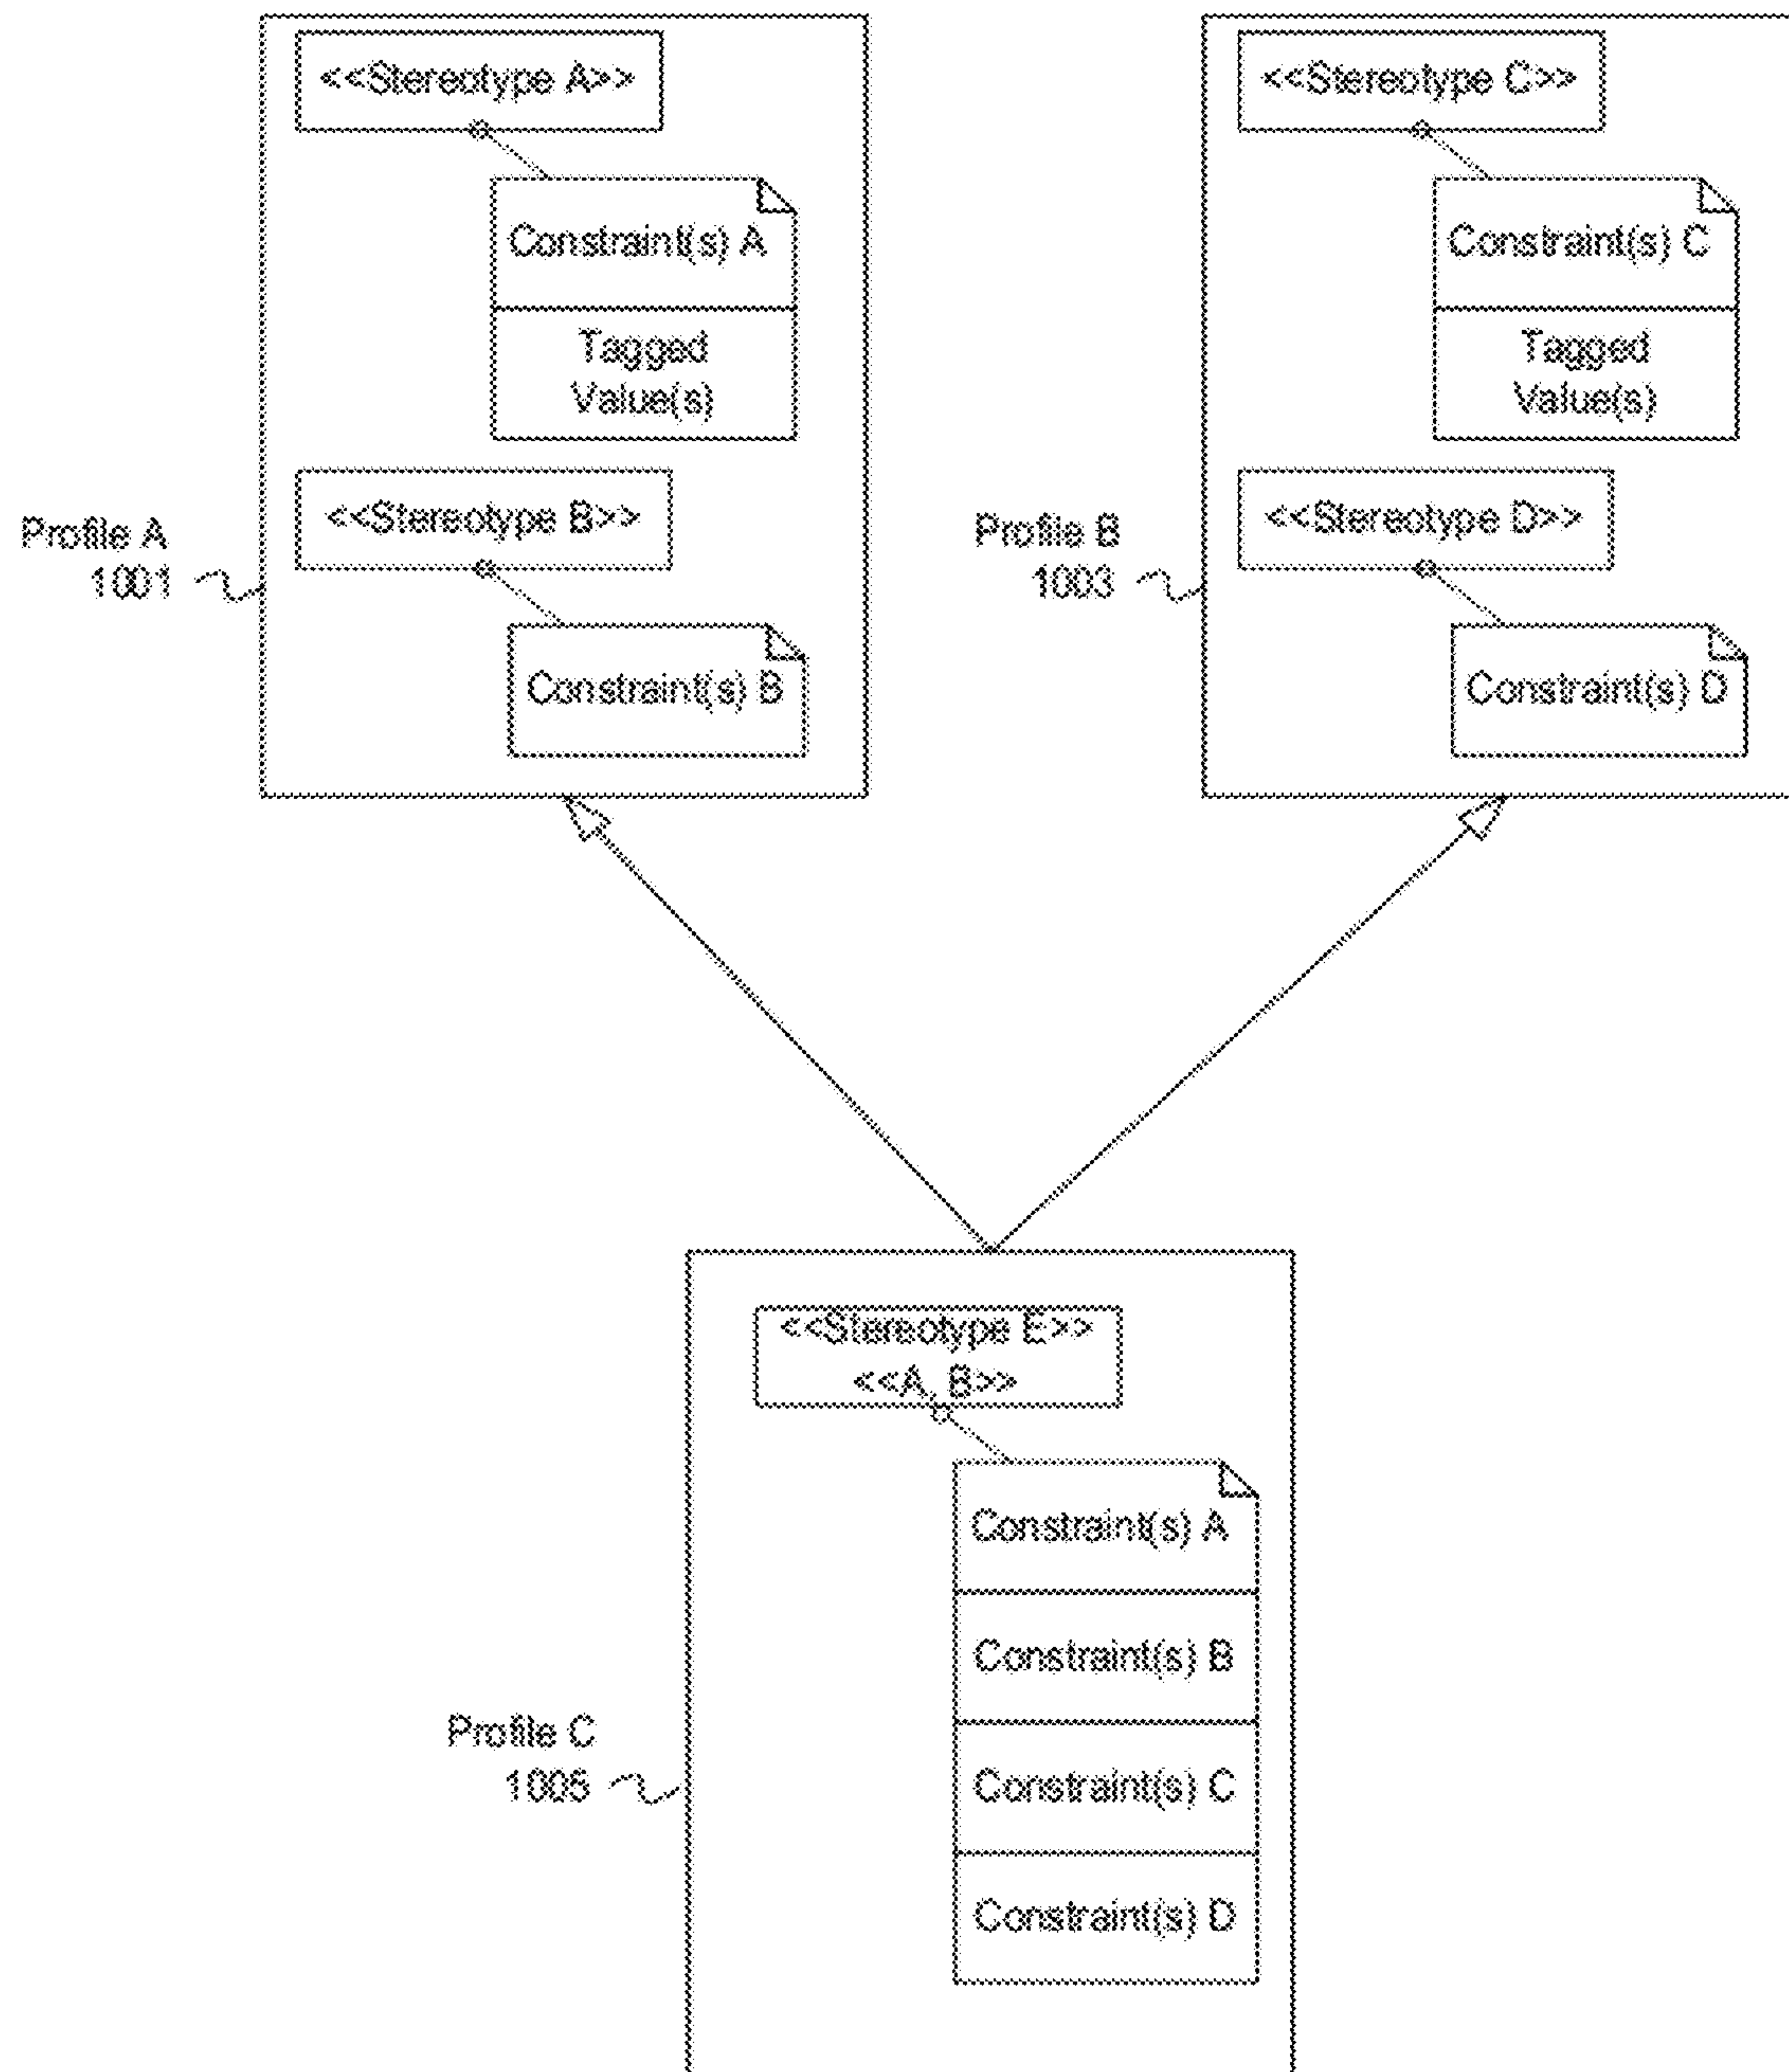 <<Stereotype A>>
Constraint(s) A
Tagged
Value(s)
<<Stereotype B>>
Constraint(s) B
Profile A
1001
<<Stereotype C>>
Constraint(s) C
Tagged
Value(s)
<<Stereotype D>>
Constraint(s) D
Profile B
1003
<<Stereotype E>>
<<A, B>>
Constraint(s) A
Constraint(s) B
Constraint(s) C
Constraint(s) D
Profile C
1005